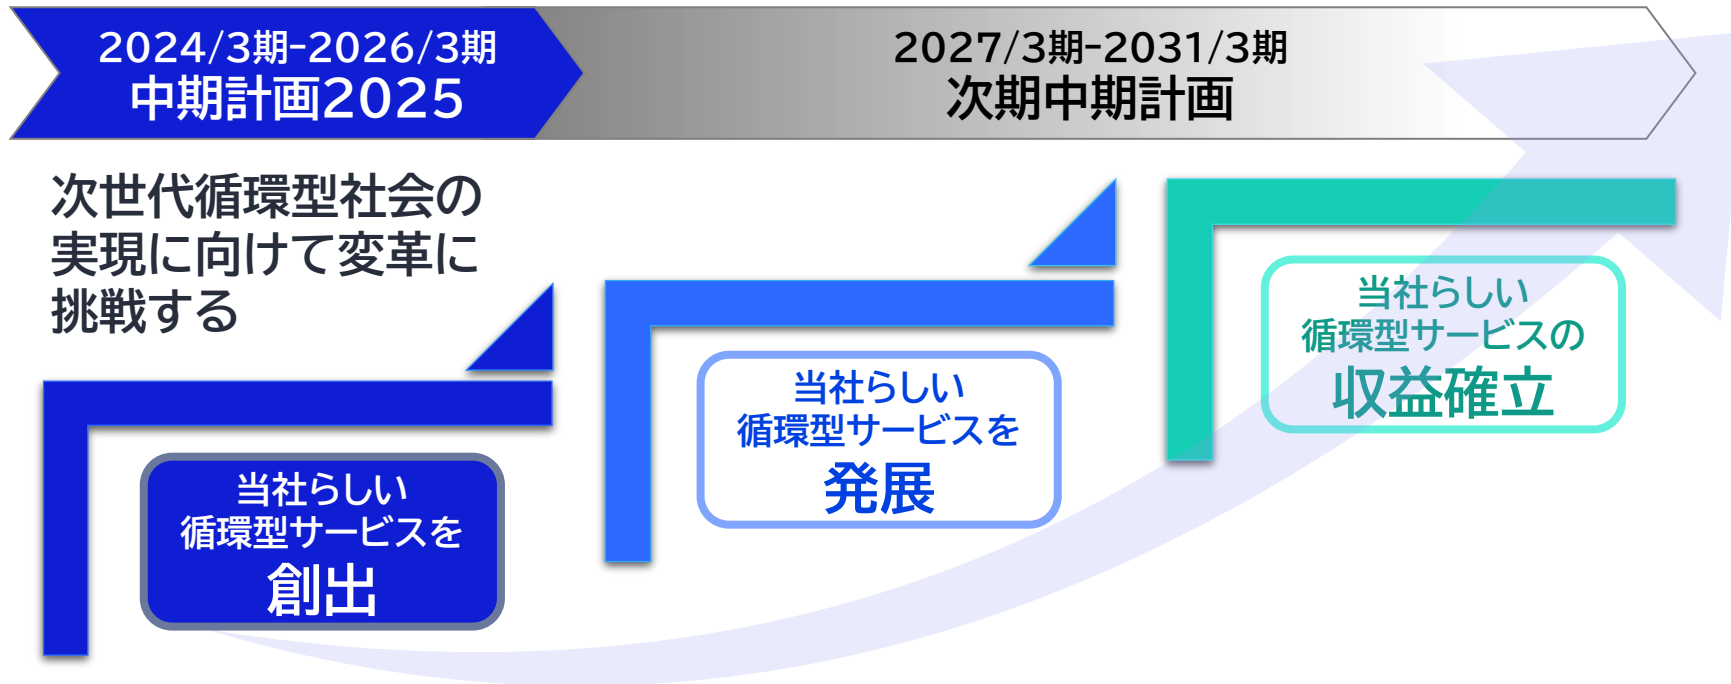 2024/3期-2026/3期
中期計画2025
2027/3期-2031/3期
次期中期計画
次世代循環型社会の
実現に向けて変革に
挑戦する
当社らしい
循環型サービスを
創出
当社らしい
循環型サービスを
発展
当社らしい
循環型サービスの
収益確立